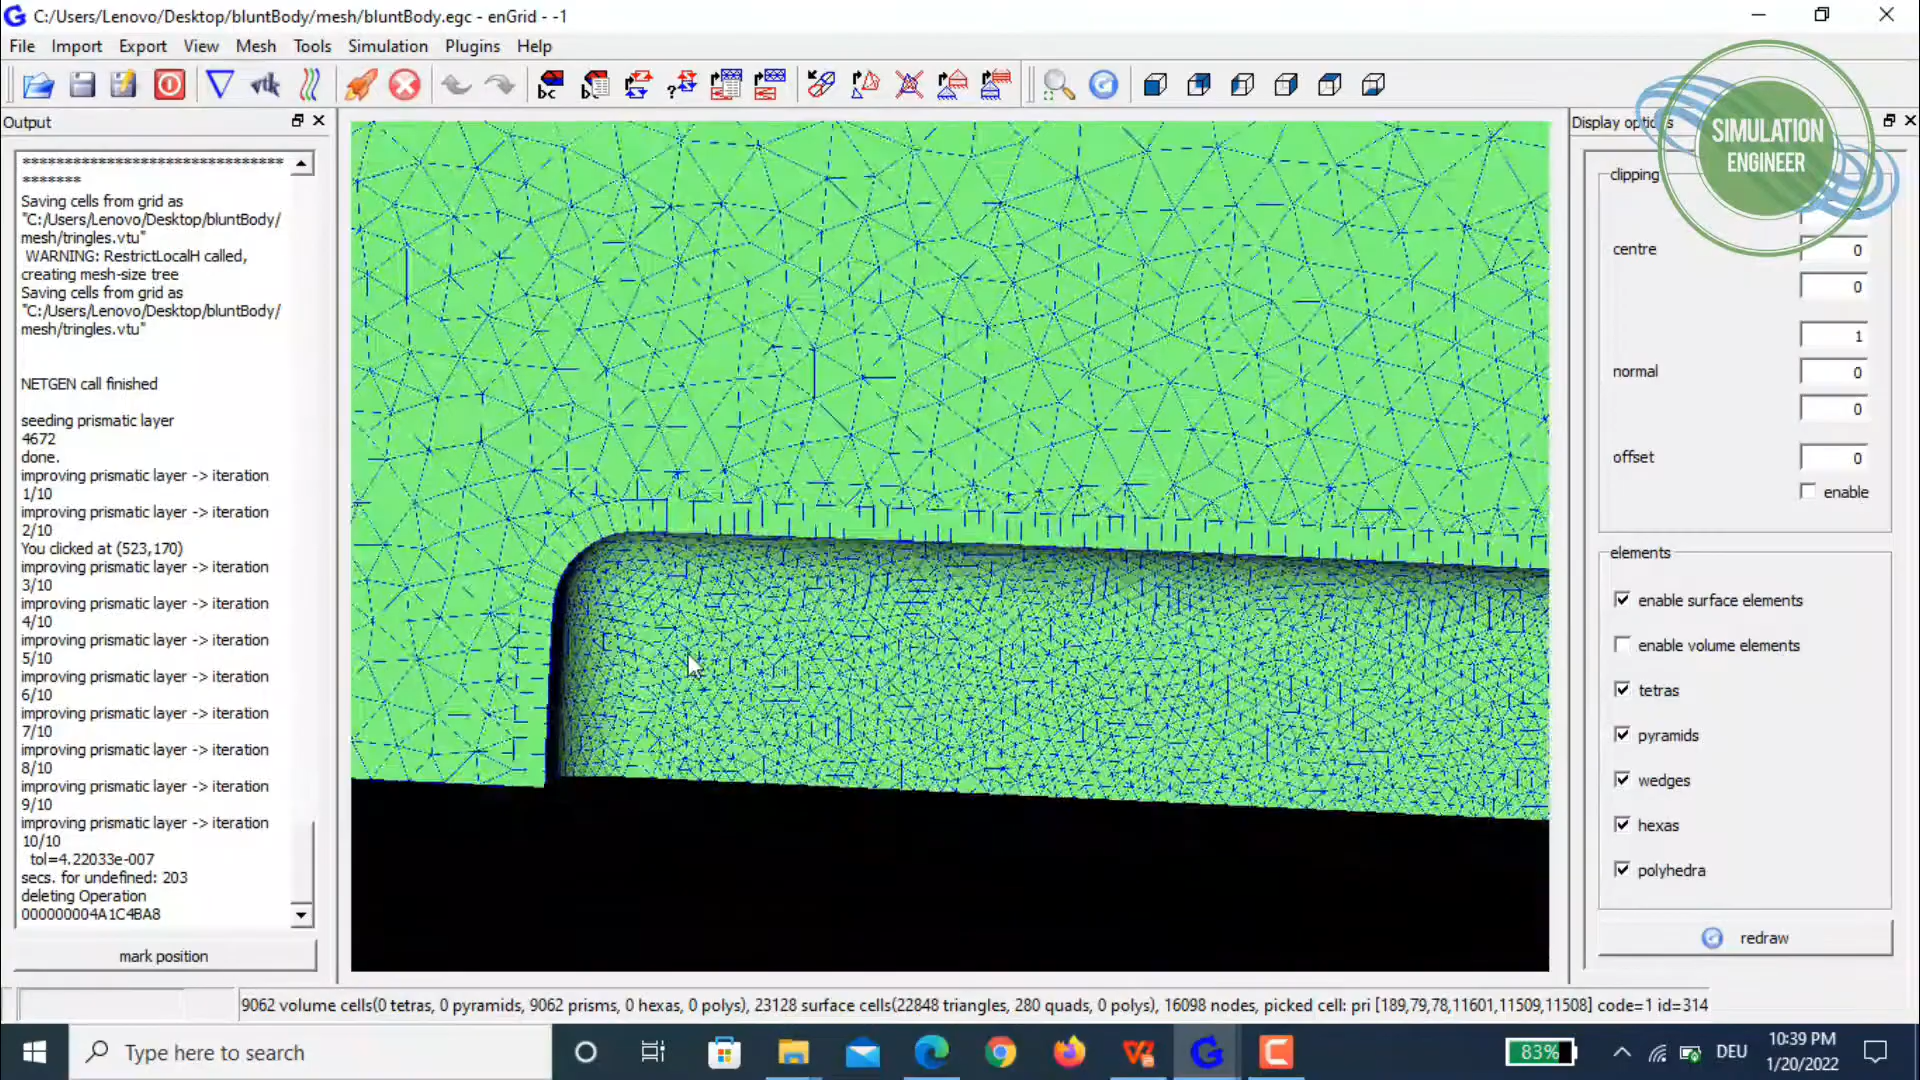 C:/Users/Lenovo/Desktop/bluntBody/mesh/bluntBody.egc - enGrid - -1
File Import Export View Mesh Tools Simulation Plugins Help
vtk
bc
bc
?
Output
Display options
SIMULATION
ENGINEER
************************************
*******
Saving cells from grid as
"C:/Users/Lenovo/Desktop/bluntBody/
mesh/tringles.vtu"
WARNING: RestrictLocalH called,
creating mesh-size tree
Saving cells from grid as
"C:/Users/Lenovo/Desktop/bluntBody/
mesh/tringles.vtu"
NETGEN call finished
seeding prismatic layer
4672
done.
improving prismatic layer -> iteration
1/10
improving prismatic layer -> iteration
2/10
You clicked at (523,170)
improving prismatic layer -> iteration
3/10
improving prismatic layer -> iteration
4/10
improving prismatic layer -> iteration
5/10
improving prismatic layer -> iteration
6/10
improving prismatic layer -> iteration
7/10
improving prismatic layer -> iteration
8/10
improving prismatic layer -> iteration
9/10
improving prismatic layer -> iteration
10/10
tol=4.22033e-007
secs. for undefined: 203
deleting Operation
000000004A1C4BA8
mark position
clipping
centre 0
0
1
normal 0
0
offset 0
enable
elements
enable surface elements
enable volume elements
tetras
pyramids
wedges
hexas
polyhedra
redraw
9062 volume cells(0 tetras, 0 pyramids, 9062 prisms, 0 hexas, 0 polys), 23128 surface cells(22848 triangles, 280 quads, 0 polys), 16098 nodes, picked cell: pri [189,79,78,11601,11509,11508] code=1 id=314
Type here to search
83%
DEU
10:39 PM
1/20/2022